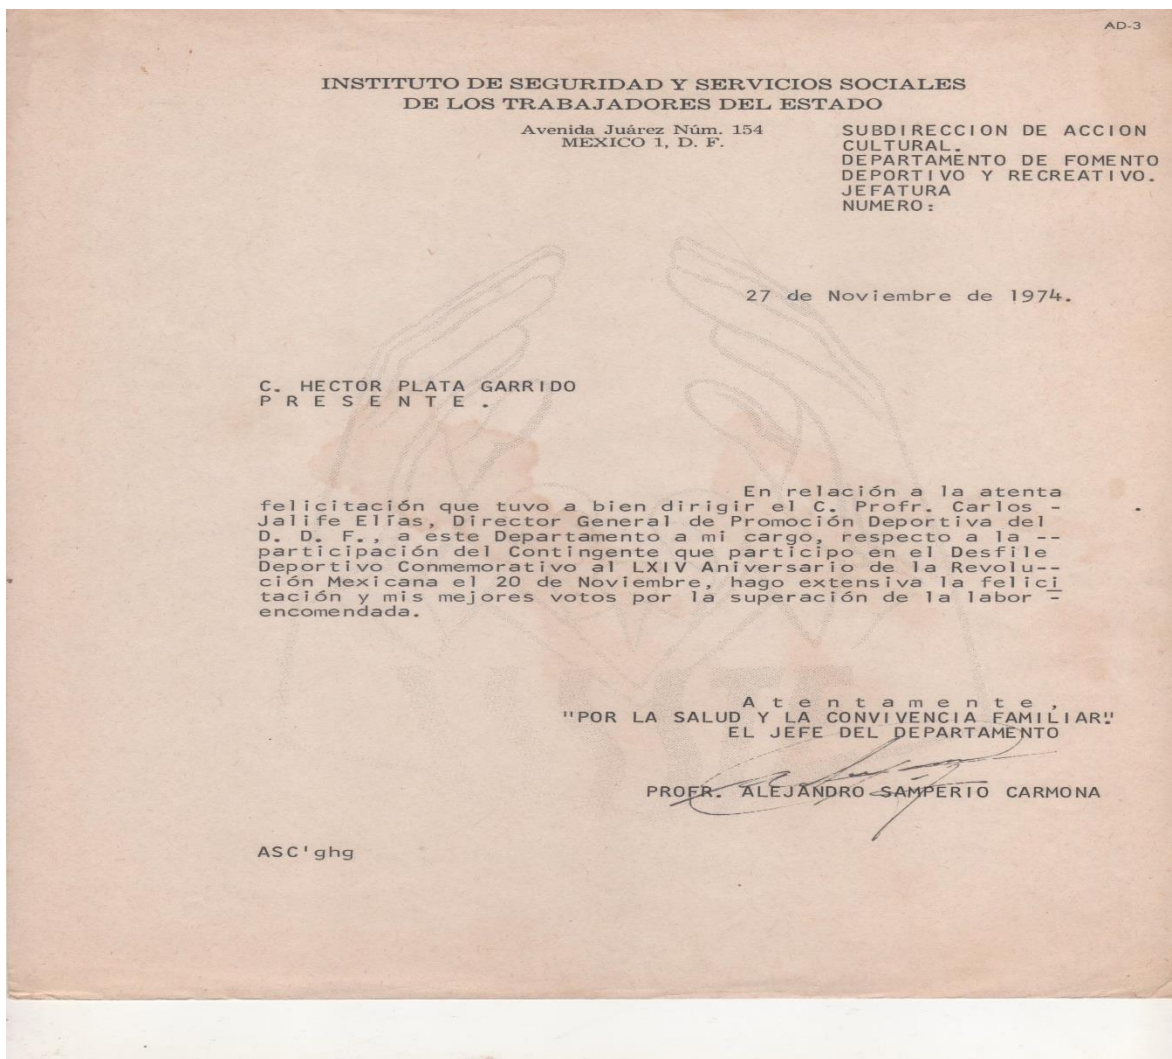 AD-3
INSTITUTO DE SEGURIDAD Y SERVICIOS SOCIALES
DE LOS TRABAJADORES DEL ESTADO
Avenida Juárez Núm. 154
MEXICO 1, D. F.
SUBDIRECCION DE ACCION
CULTURAL.
DEPARTAMENTO DE FOMENTO
DEPORTIVO Y RECREATIVO.
JEFATURA
NUMERO:
27 de Noviembre de 1974.
C. HECTOR PLATA GARRIDO
P R E S E N T E .
En relación a la atenta
felicitación que tuvo a bien dirigir el C. Profr. Carlos -
Jalife Elías, Director General de Promoción Deportiva del
D. D. F., a este Departamento a mi cargo, respecto a la --
participación del Contingente que participo en el Desfile
Deportivo Conmemorativo al LXIV Aniversario de la Revolu--
ción Mexicana el 20 de Noviembre, hago extensiva la felici
tación y mis mejores votos por la superación de la labor -
encomendada.
A t e n t a m e n t e ,
"POR LA SALUD Y LA CONVIVENCIA FAMILIAR."
EL JEFE DEL DEPARTAMENTO
PROFR. ALEJANDRO SAMPERIO CARMONA
ASC'ghg